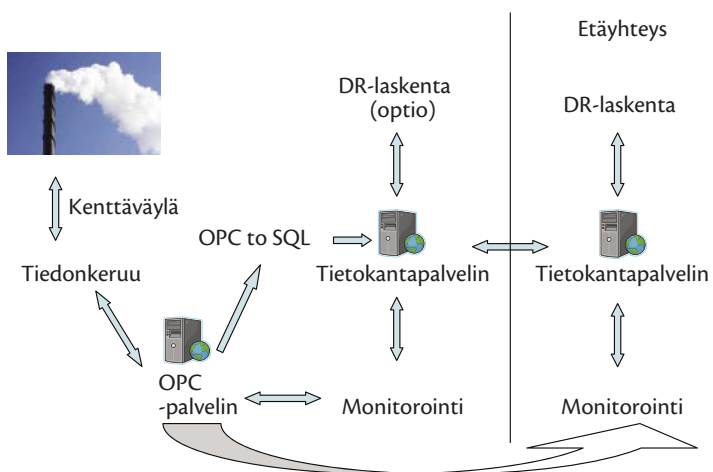 Etäyhteys
DR-laskenta
(optio)
DR-laskenta
Kenttäväylä
OPC to SQL
Tiedonkeruu
Tietokantapalvelin
Tietokantapalvelin
OPC
-palvelin
Monitorointi
Monitorointi